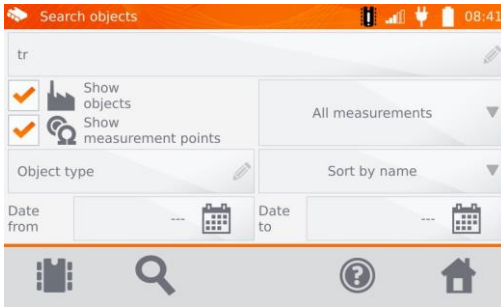 Search objects
08:41
tr
Show
objects
Show
measurement points
All measurements
Object type
Sort by name
Date
from
---
Date
to
---